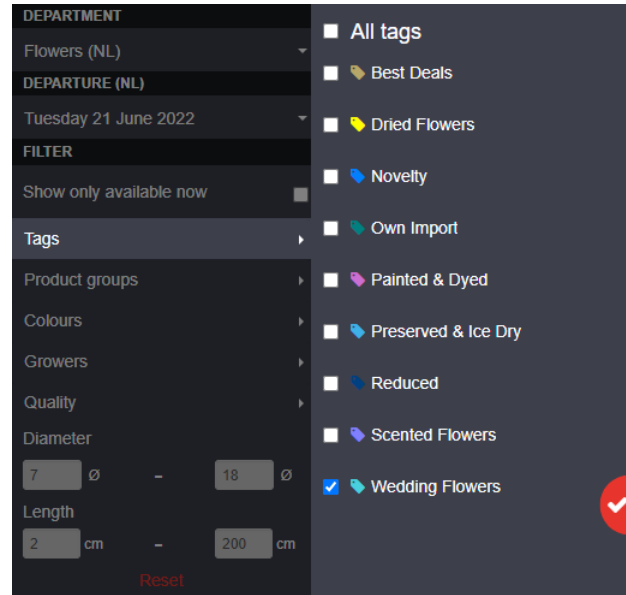 DEPARTMENT
Flowers (NL)
DEPARTURE (NL)
Tuesday 21 June 2022
FILTER
Show only available now
Tags
Product groups
Colours
Growers
Quality
Diameter
7 Ø – 18 Ø
Length
2 cm – 200 cm
Reset
All tags
Best Deals
Dried Flowers
Novelty
Own Import
Painted & Dyed
Preserved & Ice Dry
Reduced
Scented Flowers
Wedding Flowers